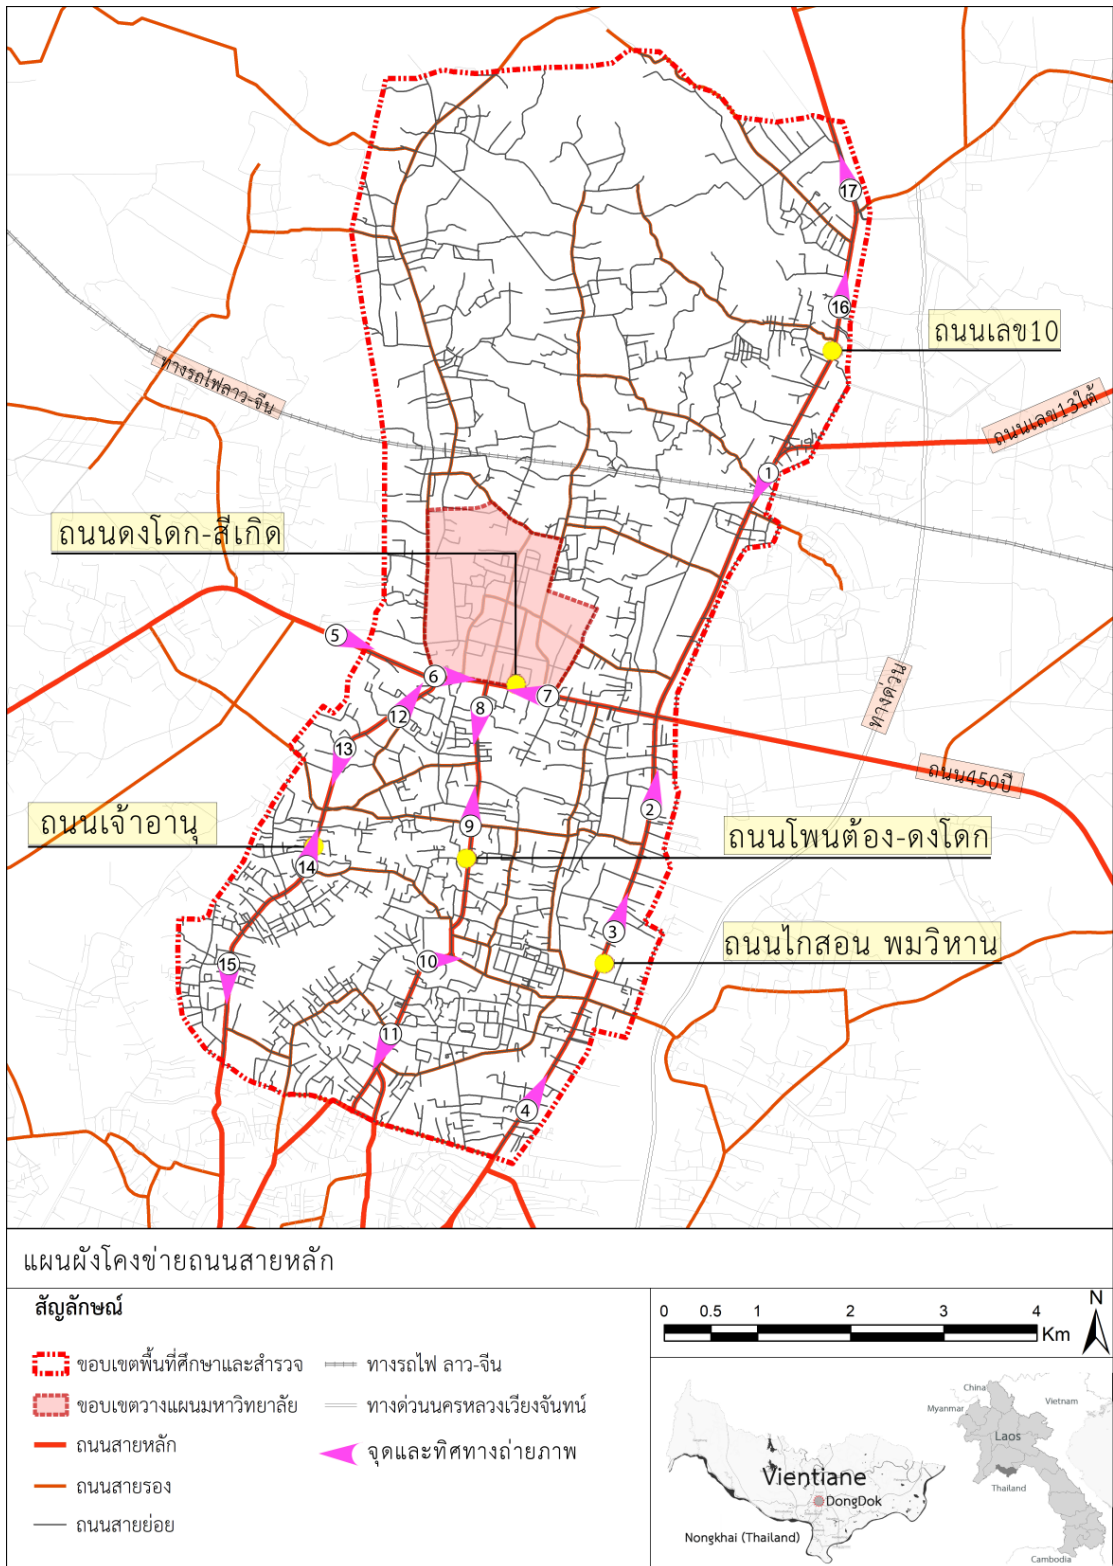 17
16
ถนนเลข10
ทางรถไฟลาว-จีน
ถนนเลข13ใต้
1
ถนนดงโดก-สีเกิด
5
6
7
ทางด่วน
8
12
13
ถนน450ปี
2
ถนนเจ้าอานุ
9
ถนนโพนต้อง-ดงโดก
14
3
ถนนไกสอน พมวิหาน
10
15
11
4
แผนผังโคงข่ายถนนสายหลัก
สัญลักษณ์
ขอบเขตพื้นที่ศึกษาและสำรวจ
ขอบเขตวางแผนมหาวิทยาลัย
ถนนสายหลัก
ถนนสายรอง
ถนนสายย่อย
ทางรถไฟ ลาว-จีน
ทางด่วนนครหลวงเวียงจันทน์
จุดและทิศทางถ่ายภาพ
N
0 0.5 1 2 3 4
Km
Vientiane
DongDok
Nongkhai (Thailand)
China
Myanmar
Vietnam
Laos
Thailand
Cambodia